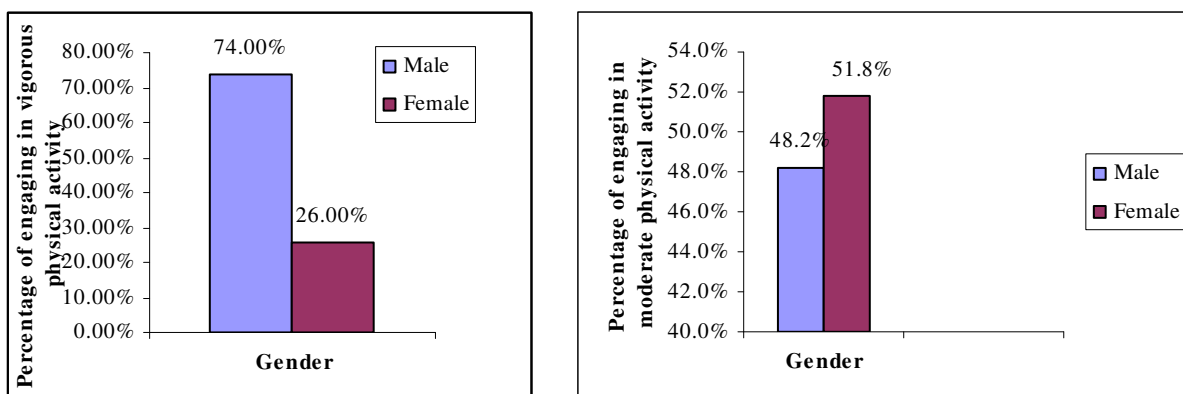 Percentage of engaging in vigorous
physical activity
80.00%
70.00%
60.00%
50.00%
40.00%
30.00%
20.00%
10.00%
0.00%
74.00%
26.00%
Male
Female
Gender
Percentage of engaging in
moderate physical activity
54.0%
52.0%
50.0%
48.0%
46.0%
44.0%
42.0%
40.0%
51.8%
48.2%
Male
Female
Gender